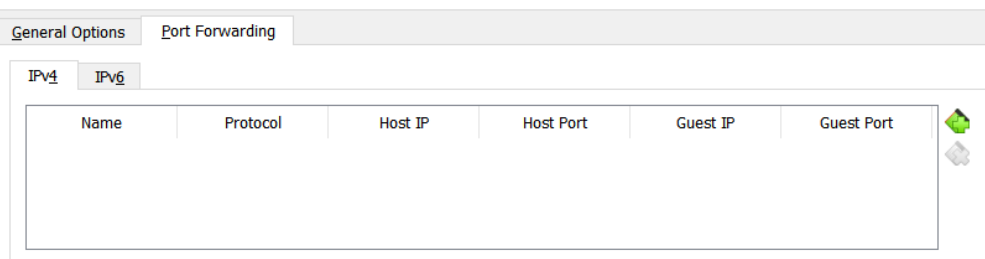 General Options Port Forwarding
IPv4 IPv6
Name Protocol Host IP Host Port Guest IP Guest Port